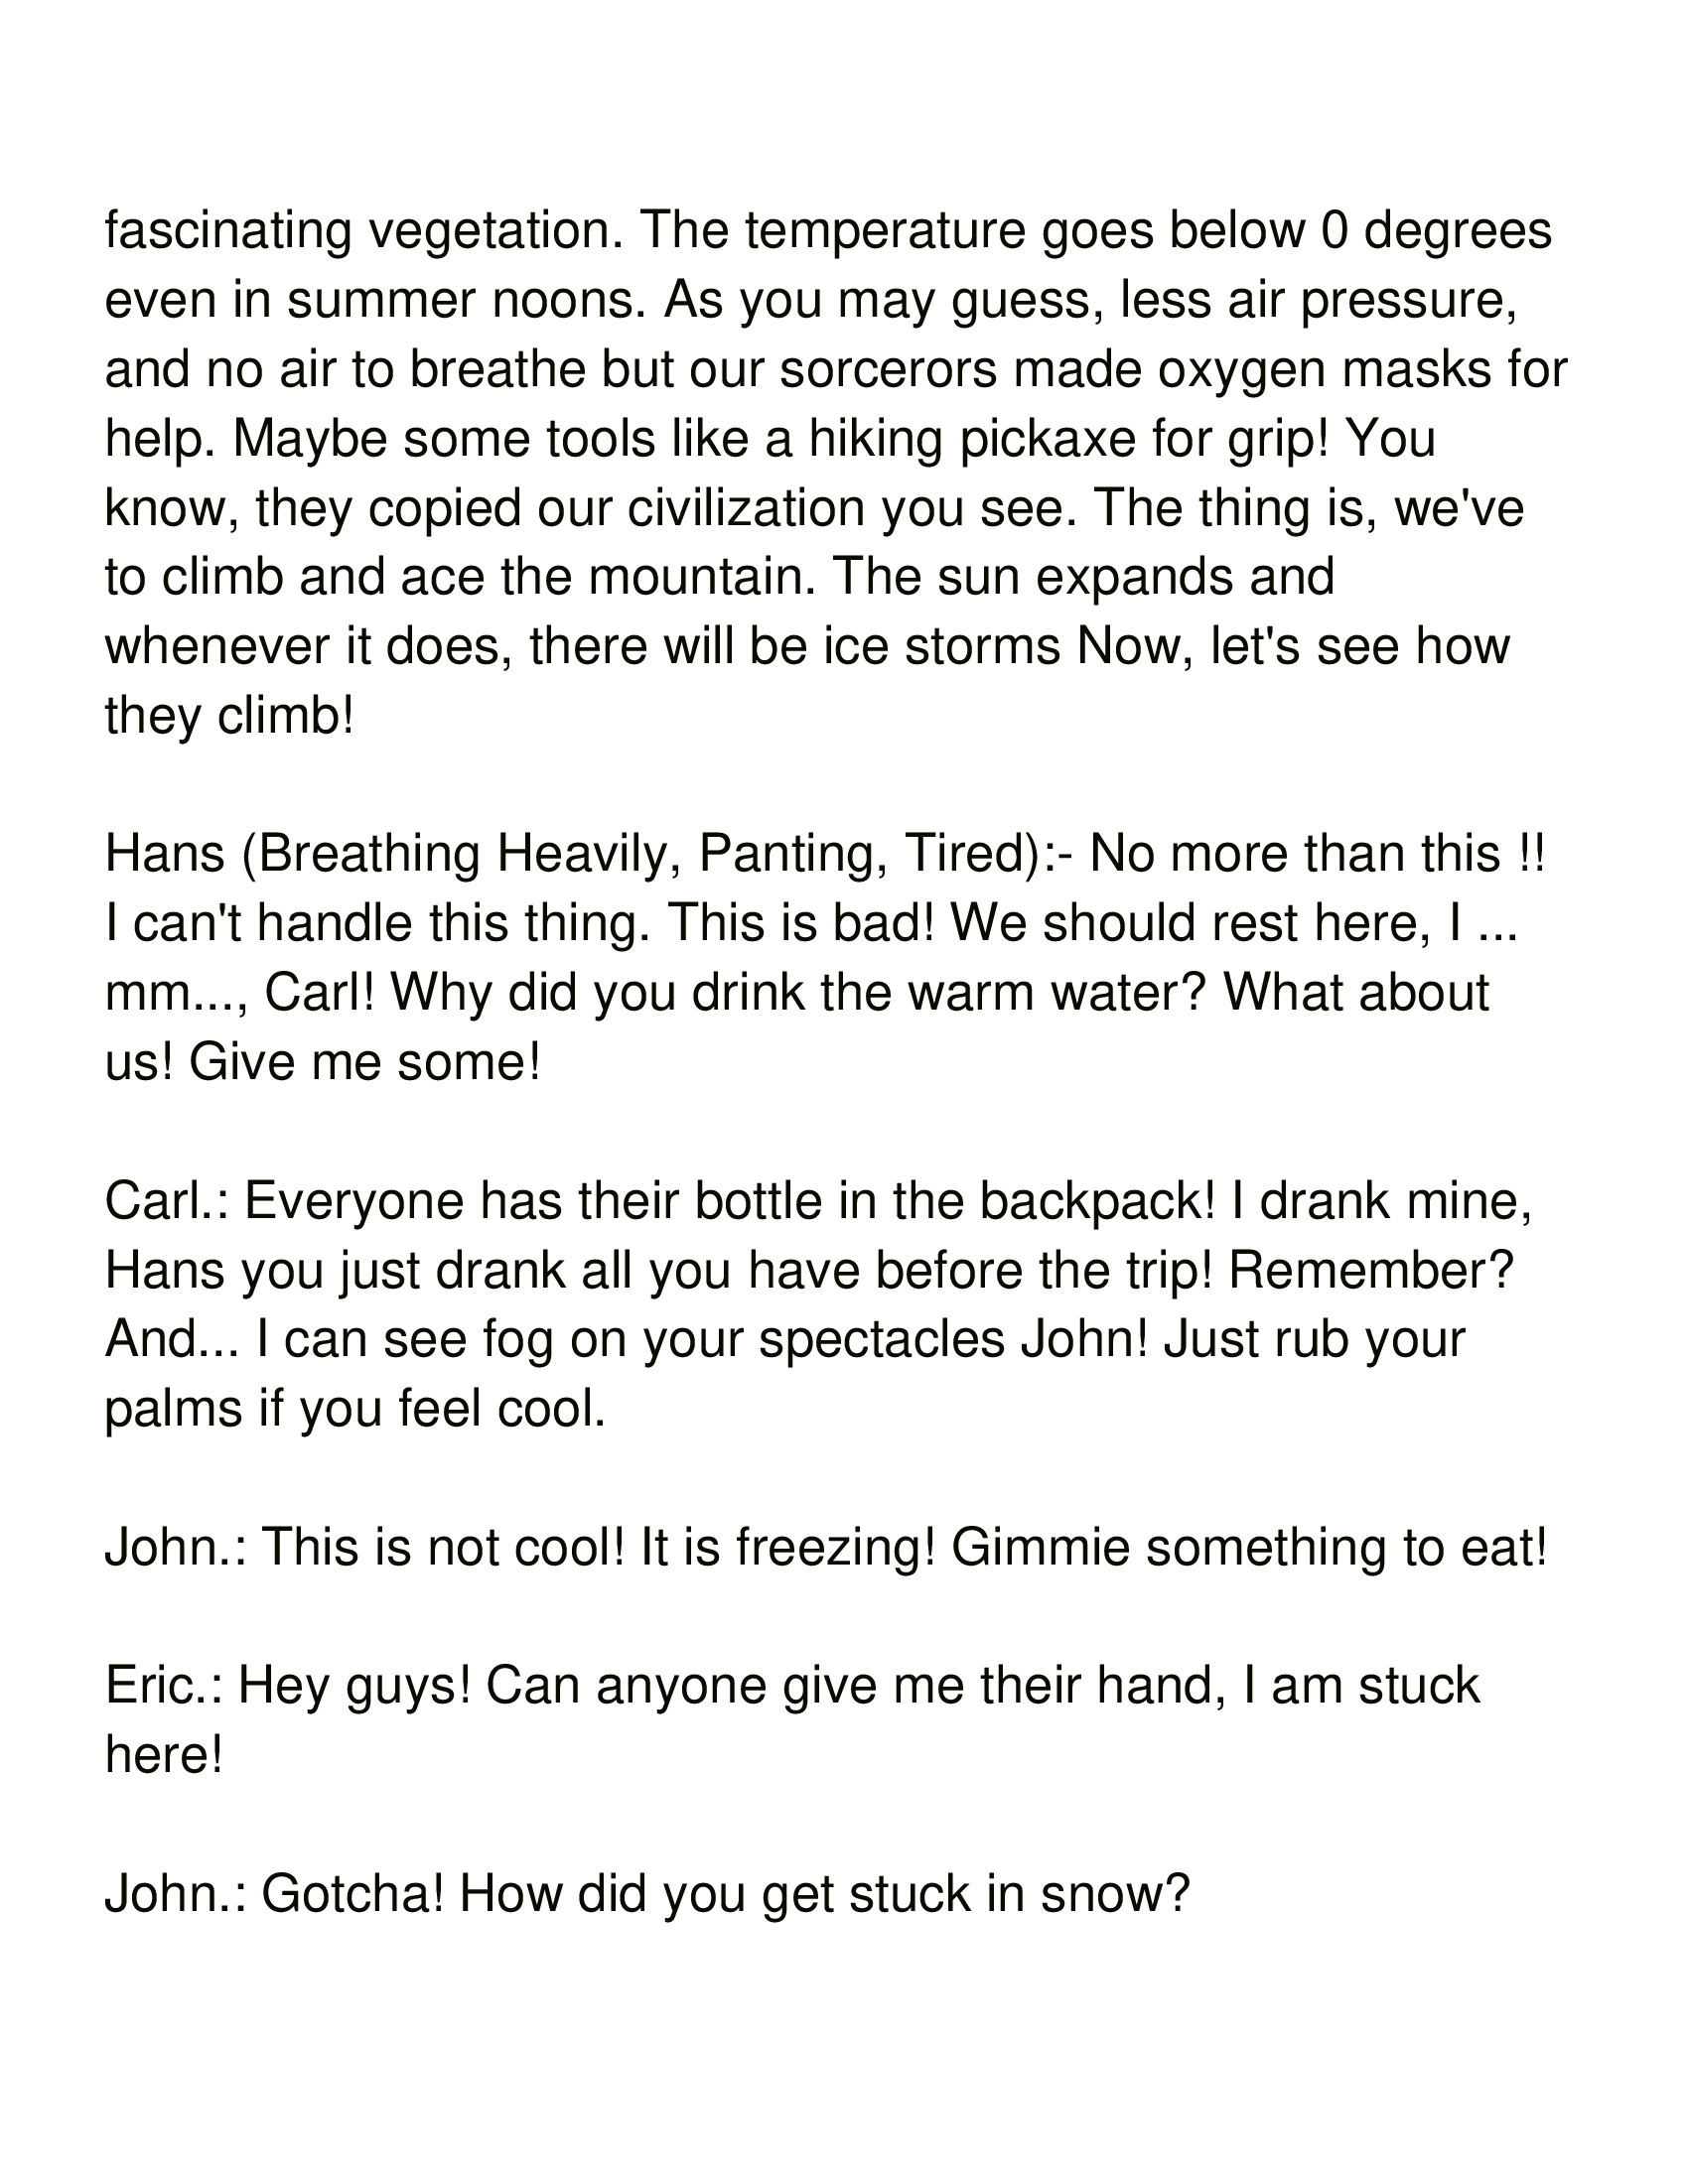 fascinating vegetation. The temperature goes below 0 degrees
even in summer noons. As you may guess, less air pressure,
and no air to breathe but our sorcerors made oxygen masks for
help. Maybe some tools like a hiking pickaxe for grip! You
know, they copied our civilization you see. The thing is, we've
to climb and ace the mountain. The sun expands and
whenever it does, there will be ice storms Now, let's see how
they climb!
Hans (Breathing Heavily, Panting, Tired):- No more than this !!
I can't handle this thing. This is bad! We should rest here, I ...
mm..., Carl! Why did you drink the warm water? What about
us! Give me some!
Carl.: Everyone has their bottle in the backpack! I drank mine,
Hans you just drank all you have before the trip! Remember?
And... I can see fog on your spectacles John! Just rub your
palms if you feel cool.
John.: This is not cool! It is freezing! Gimmie something to eat!
Eric.: Hey guys! Can anyone give me their hand, I am stuck
here!
John.: Gotcha! How did you get stuck in snow?